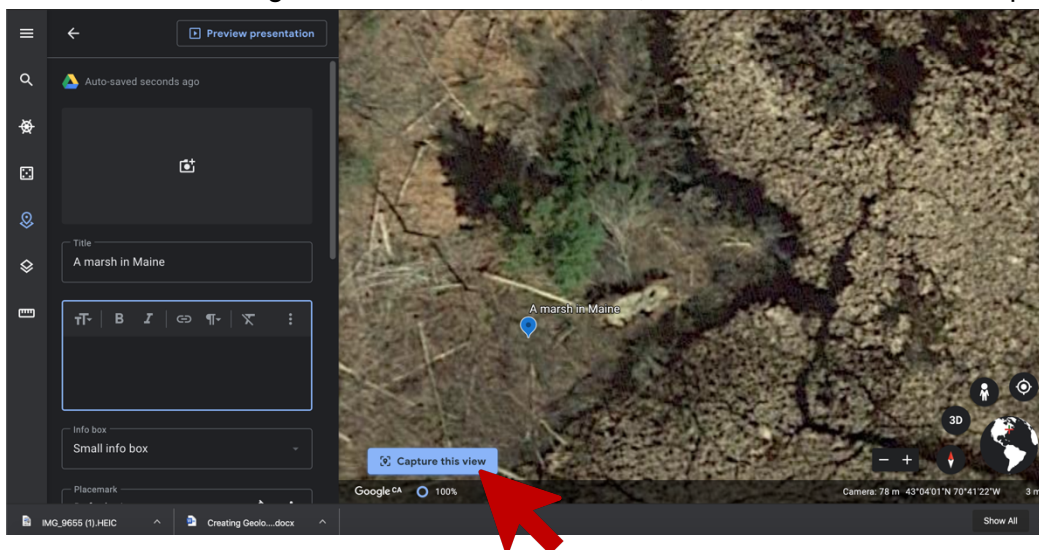 Preview presentation
Auto-saved seconds ago
Title
A marsh in Maine
B I
Info box
Small info box
Placemark
A marsh in Maine
Capture this view
3D
Google CA 100%
Camera: 78 m 43°04'01"N 70°41'22"W 3 m
IMG_9655 (1).HEIC
Creating Geolo....docx
Show All